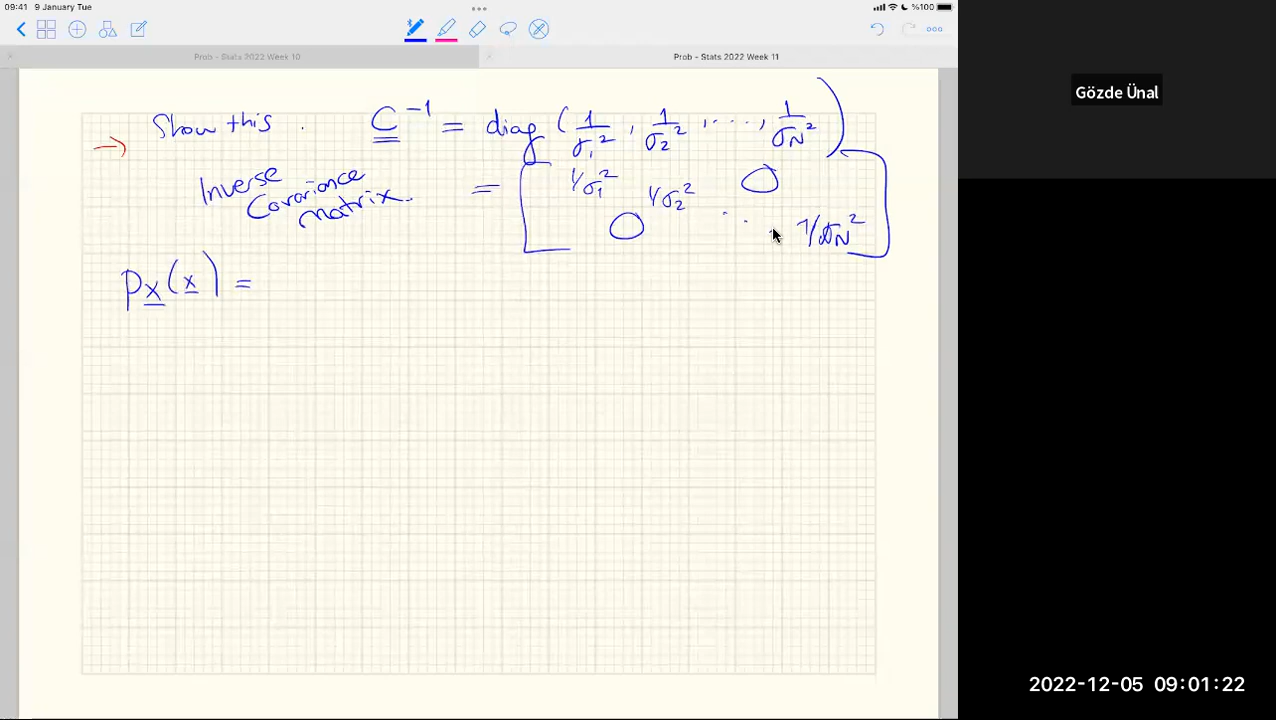 09:41 9 January Tue
%100
Prob - Stats 2022 Week 10
Prob - Stats 2022 Week 11
Gözde Ünal
→ Show this . C⁻¹ = diag ( 1/σ₁² , 1/σ₂² , ...., 1/σN² )
Inverse Covariance matrix. = [ 1/σ₁² 1/σ₂² 0
0 ... 1/σN² ]
pX(x) =
2022-12-05 09:01:22